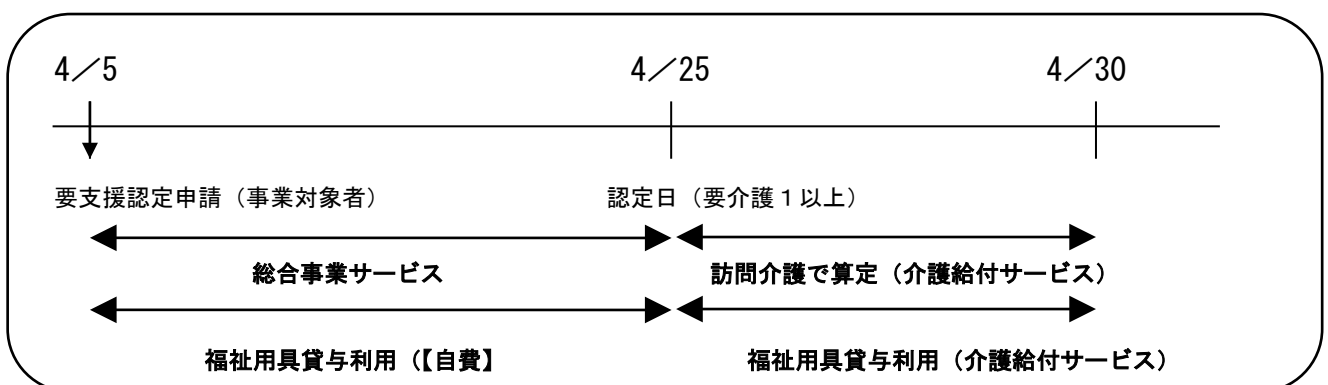 4／5 4／25 4／30
要支援認定申請（事業対象者） 認定日（要介護１以上）
総合事業サービス 訪問介護で算定（介護給付サービス）
福祉用具貸与利用（【自費】 福祉用具貸与利用（介護給付サービス）